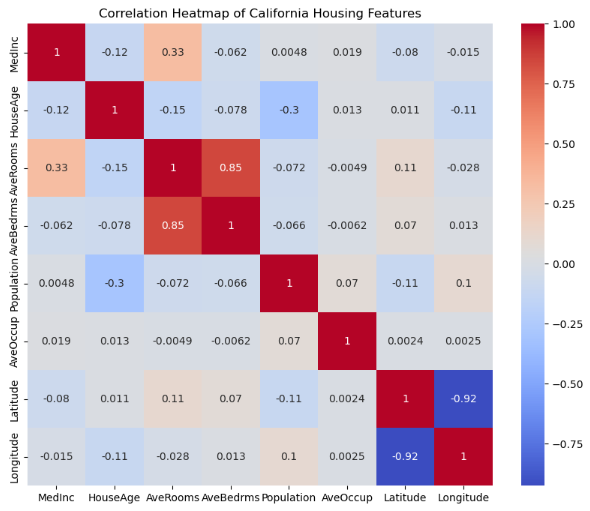 Correlation Heatmap of California Housing Features
MedInc 1 -0.12 0.33 -0.062 0.0048 0.019 -0.08 -0.015
HouseAge -0.12 1 -0.15 -0.078 -0.3 0.013 0.011 -0.11
AveRooms 0.33 -0.15 1 0.85 -0.072 -0.0049 0.11 -0.028
AveBedrms -0.062 -0.078 0.85 1 -0.066 -0.0062 0.07 0.013
Population 0.0048 -0.3 -0.072 -0.066 1 0.07 -0.11 0.1
AveOccup 0.019 0.013 -0.0049 -0.0062 0.07 1 0.0024 0.0025
Latitude -0.08 0.011 0.11 0.07 -0.11 0.0024 1 -0.92
Longitude -0.015 -0.11 -0.028 0.013 0.1 0.0025 -0.92 1
MedInc HouseAge AveRooms AveBedrms Population AveOccup Latitude Longitude
1.00
0.75
0.50
0.25
0.00
−0.25
−0.50
−0.75